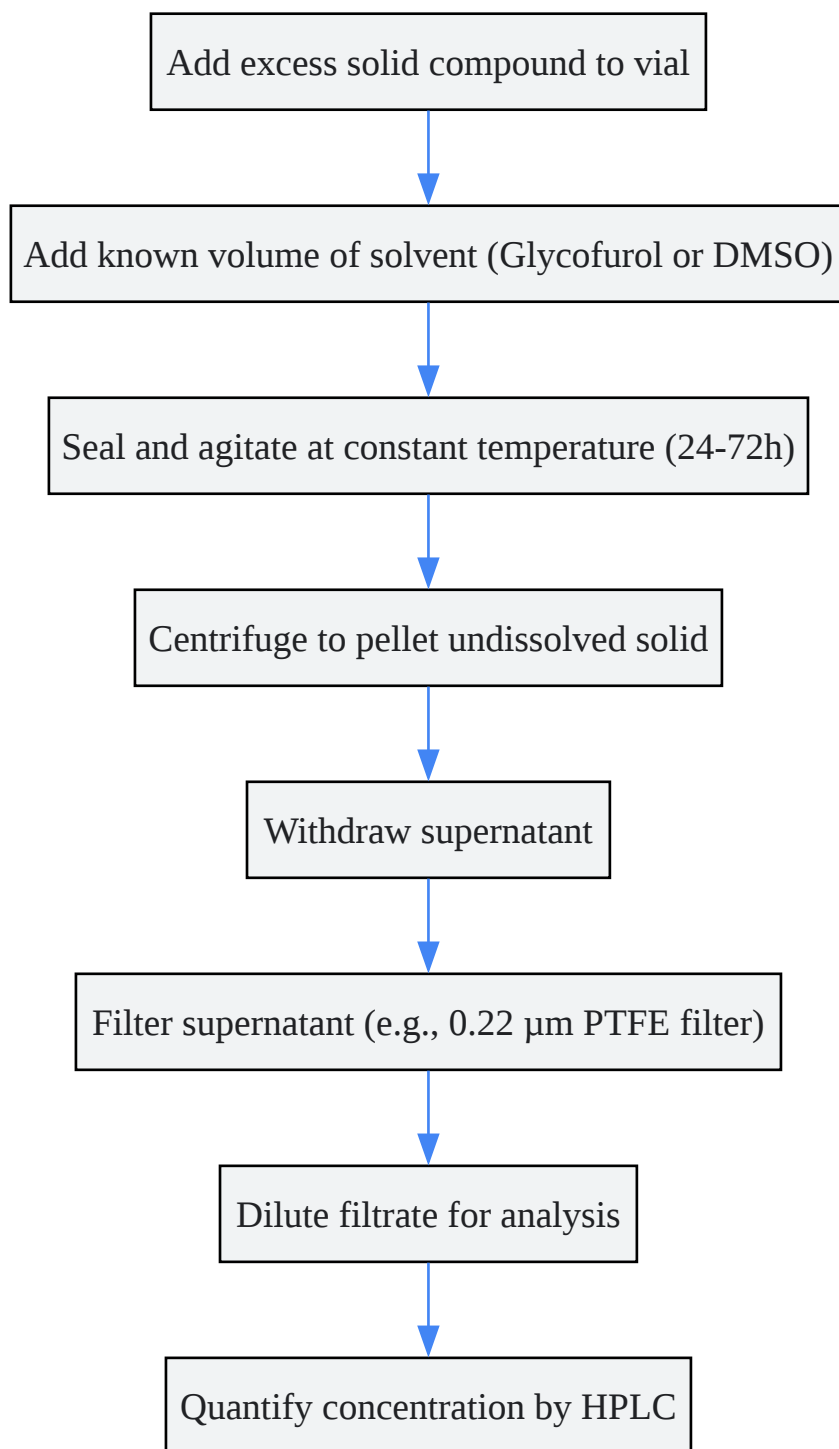 Add excess solid compound to vial
Add known volume of solvent (Glycofurol or DMSO)
Seal and agitate at constant temperature (24-72h)
Centrifuge to pellet undissolved solid
Withdraw supernatant
Filter supernatant (e.g., 0.22 µm PTFE filter)
Dilute filtrate for analysis
Quantify concentration by HPLC